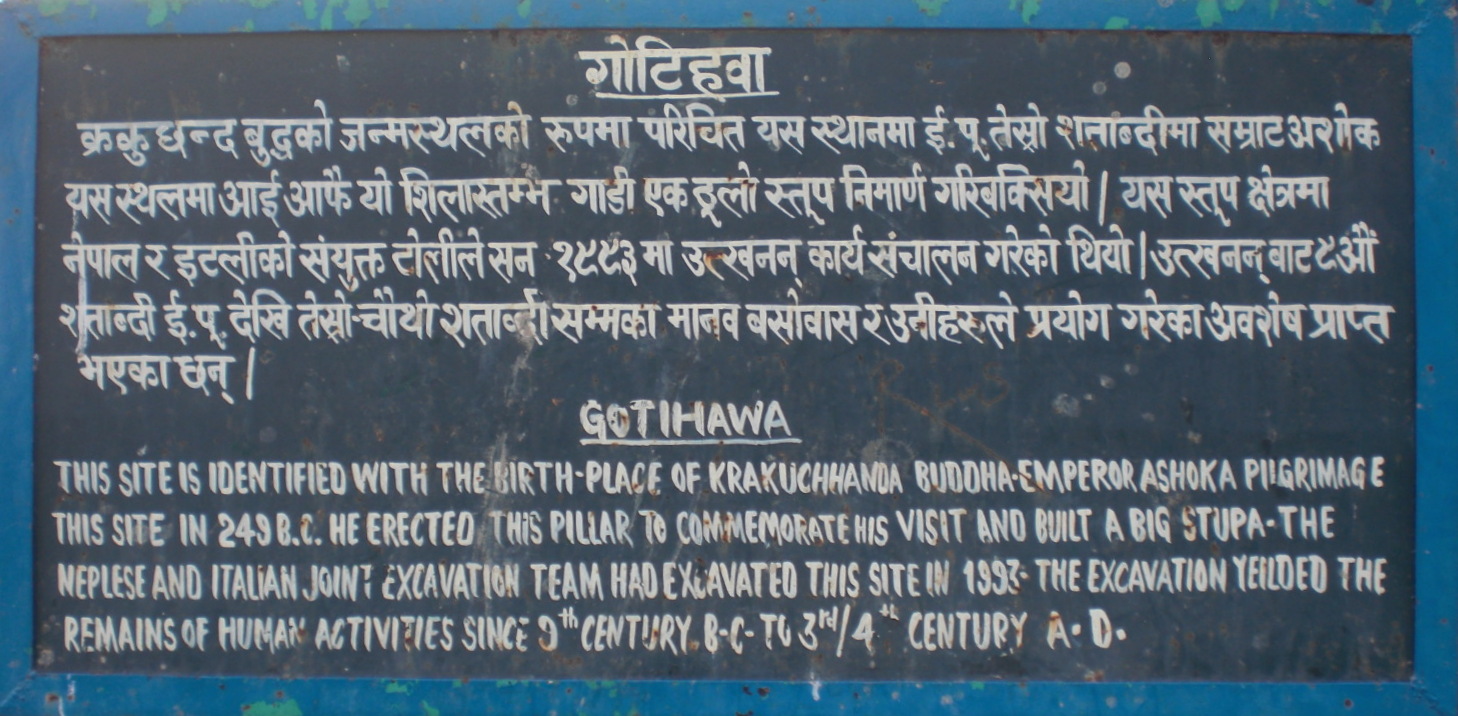 गोटिहवा
क्रकुछन्द बुद्धको जन्मस्थलको रुपमा परिचित यस स्थानमा ई.पू. तेस्रो शताब्दीमा सम्राट अशोक
यस स्थलमा आई आफै यो शिलास्तम्भ गाडी एक ठूलो स्तूप निमार्ण गरिबक्सियो | यस स्तूप क्षेत्रमा
नेपाल र इटलीको संयुक्त टोलीले सन १९९३ मा उत्खनन् कार्य संचालन गरेको थियो | उत्खनन् बाट ९औं
शताब्दी ई.पू. देखि तेस्रो-चौथो शताब्दी सम्मका मानव बसोवास र उनीहरूले प्रयोग गरेका अवशेष प्राप्त
भएका छन् |
GOTIHAWA
THIS SITE IS IDENTIFIED WITH THE BIRTH-PLACE OF KRAKUCHHANDA BUDDHA-EMPEROR ASHOKA PILGRIMAGE
THIS SITE IN 249 B.C. HE ERECTED THIS PILLAR TO COMMEMORATE HIS VISIT AND BUILT A BIG STUPA-THE
NEPLESE AND ITALIAN JOINT EXCAVATION TEAM HAD EXCAVATED THIS SITE IN 1993- THE EXCAVATION YEILDED THE
REMAINS OF HUMAN ACTIVITIES SINCE 9th CENTURY B-C- TO 3rd/4th CENTURY A.D.